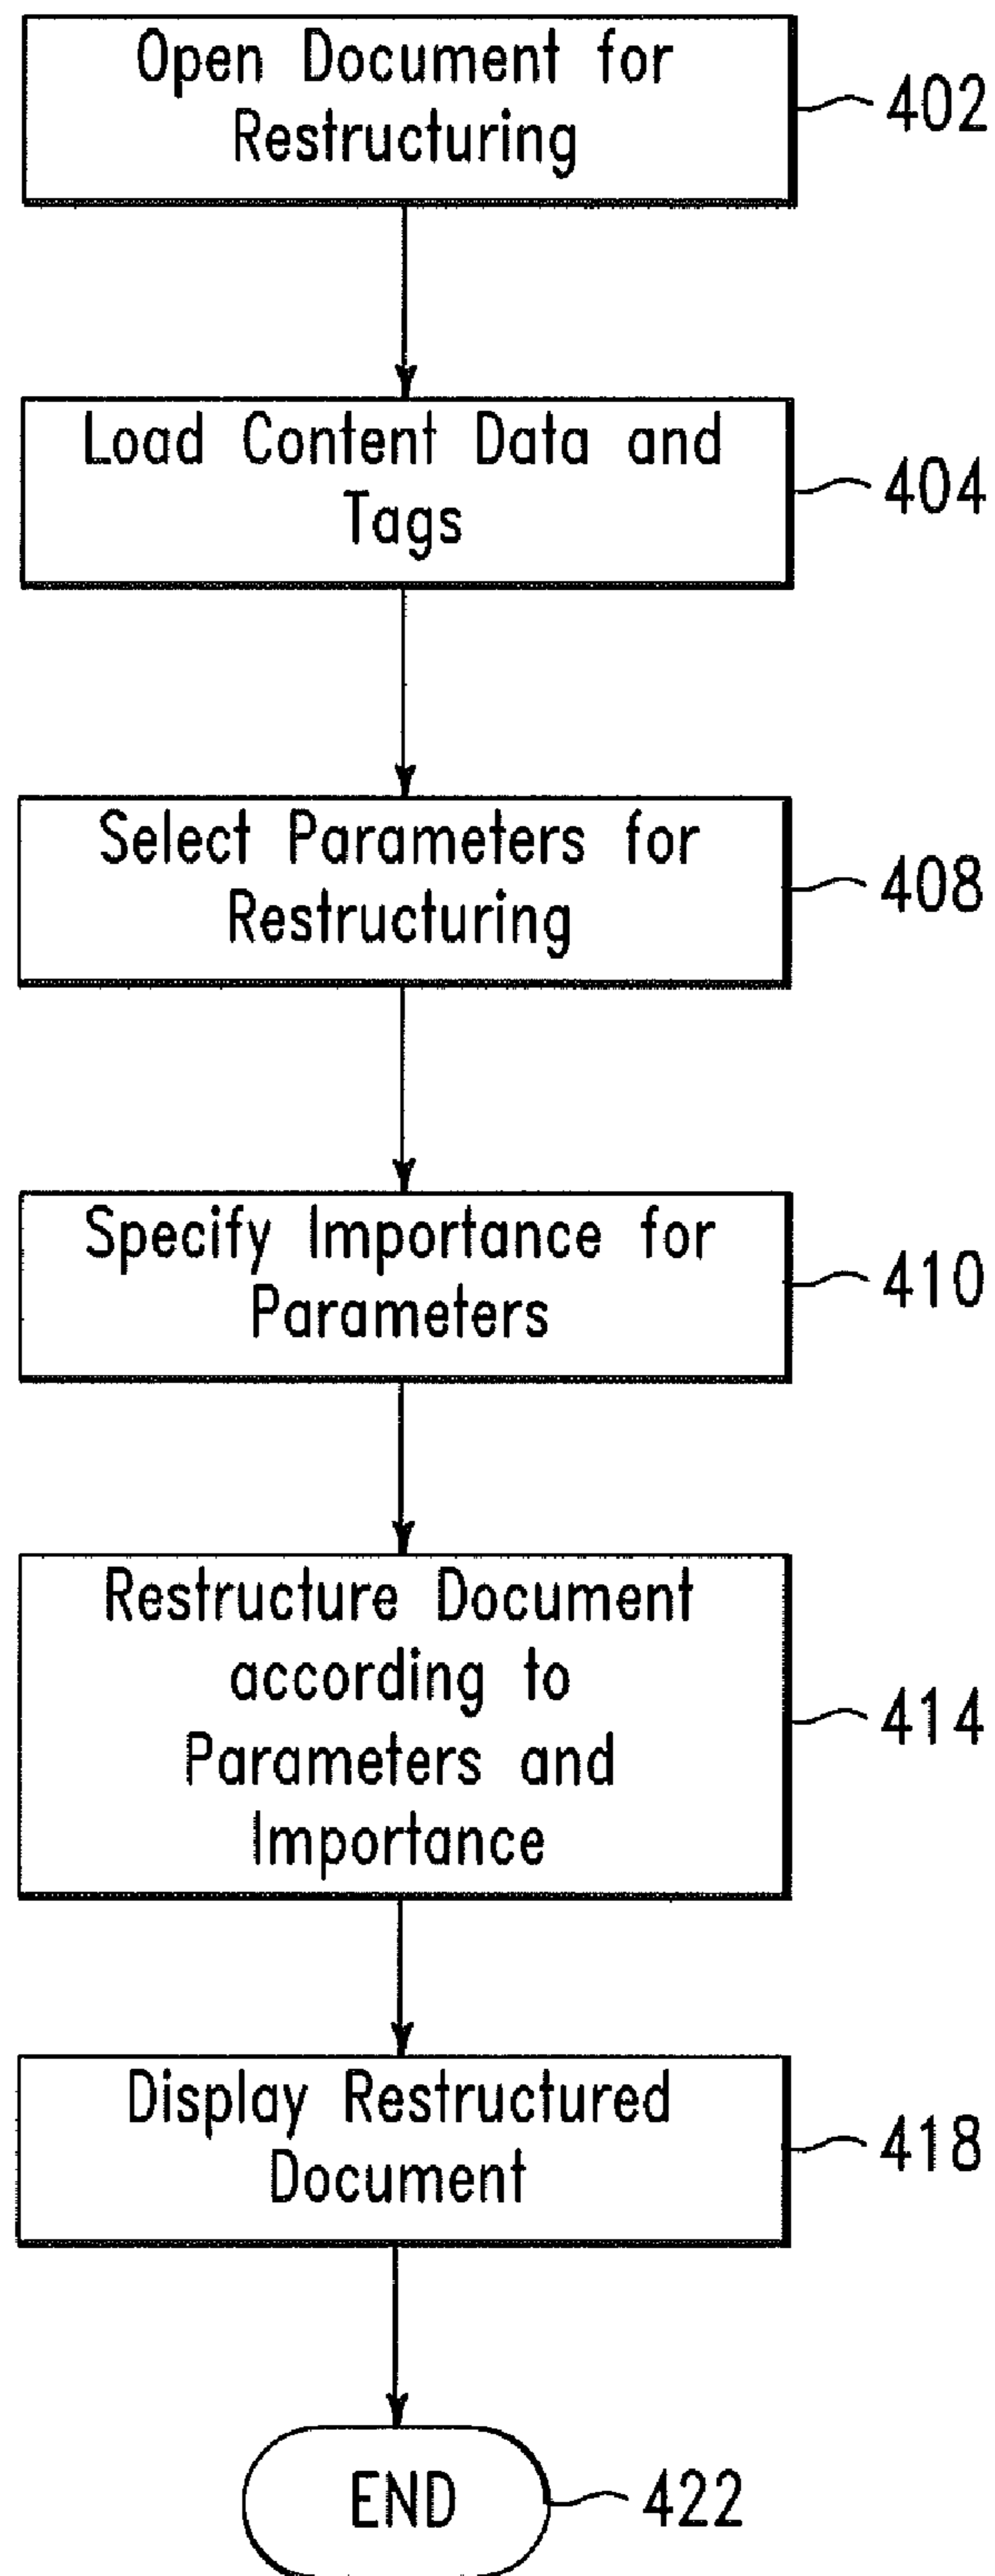 Open Document for
Restructuring
402
Load Content Data and
Tags
404
Select Parameters for
Restructuring
408
Specify Importance for
Parameters
410
Restructure Document
according to
Parameters and
Importance
414
Display Restructured
Document
418
END
422